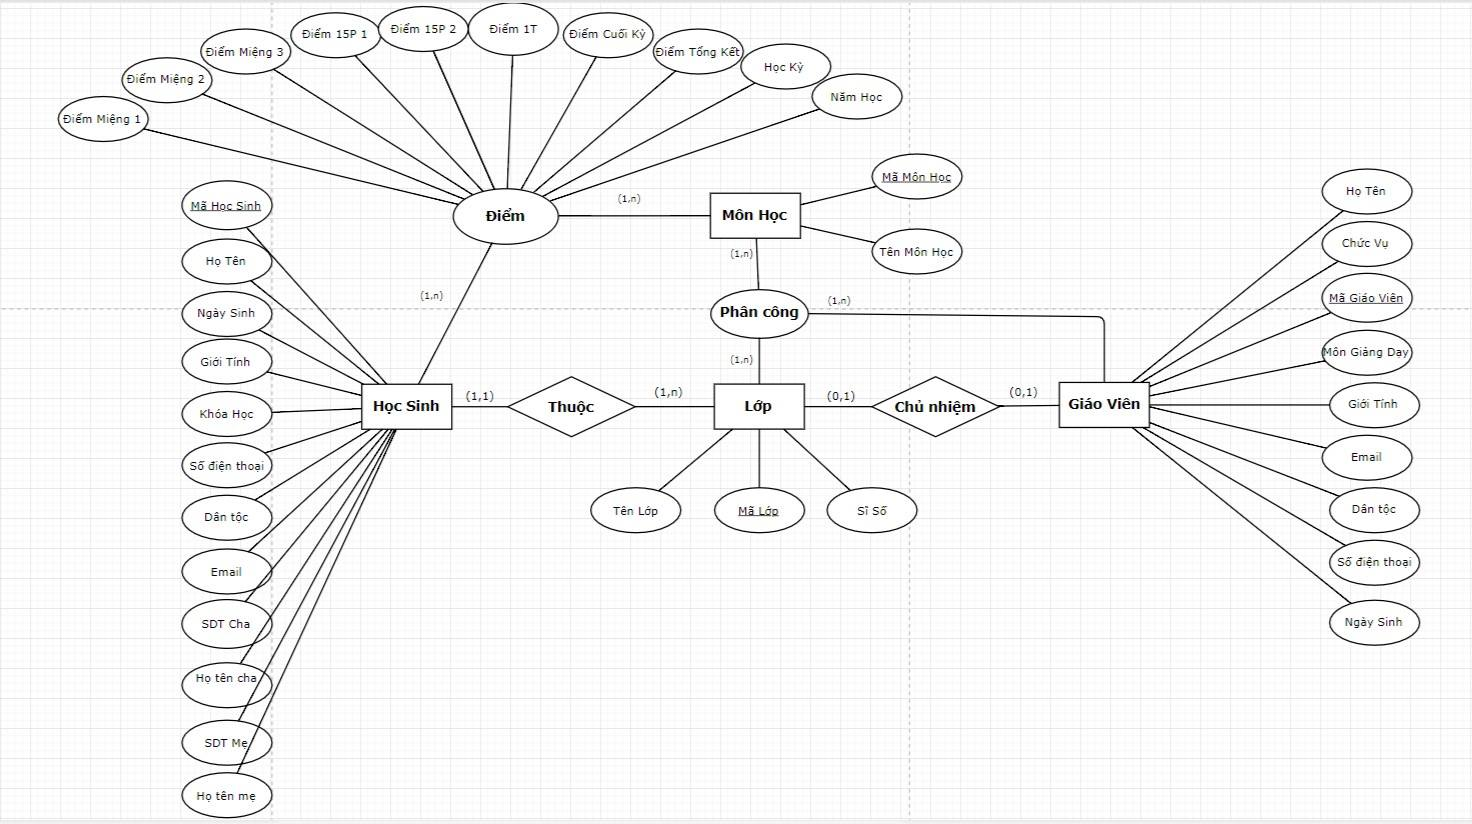 Điểm 15P 1
Điểm 15P 2
Điểm 1T
Điểm Cuối Kỳ
Điểm Miệng 3
Điểm Tổng Kết
Điểm Miệng 2
Học Kỳ
Năm Học
Điểm Miệng 1
Mã Học Sinh
Điểm
(1,n)
Môn Học
Mã Môn Học
Tên Môn Học
Họ Tên
Chức Vụ
Mã Giáo Viên
Môn Giảng Dạy
Giới Tính
Email
Dân tộc
Số điện thoại
Ngày Sinh
(1,n)
(1,n)
Phân công
(1,n)
(1,n)
Họ Tên
Ngày Sinh
Giới Tính
Khóa Học
Số điện thoại
Dân tộc
Email
SDT Cha
Họ tên cha
SDT Mẹ
Họ tên mẹ
Học Sinh
(1,1)
Thuộc
(1,n)
Lớp
(0,1)
Chủ nhiệm
(0,1)
Giáo Viên
Tên Lớp
Mã Lớp
Sĩ Số